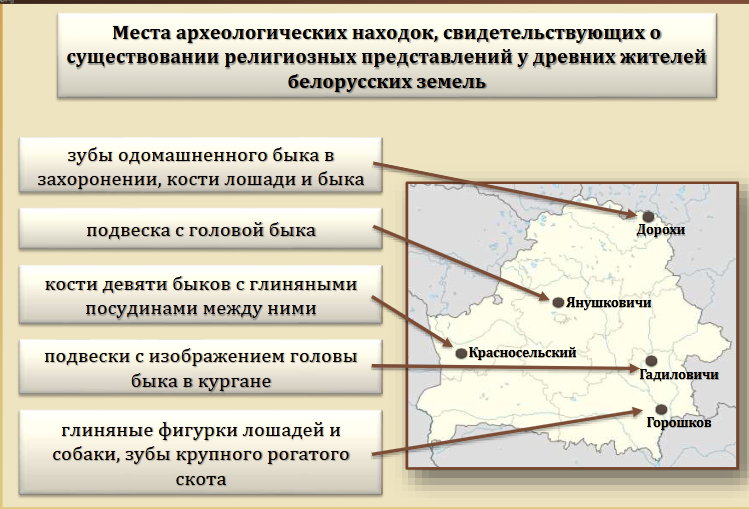 Места археологических находок, свидетельствующих о
существовании религиозных представлений у древних жителей
белорусских земель
зубы одомашненного быка в
захоронении, кости лошади и быка
подвеска с головой быка
кости девяти быков с глиняными
посудинами между ними
подвески с изображением головы
быка в кургане
глиняные фигурки лошадей и
собаки, зубы крупного рогатого
скота
Дорохи
Янушковичи
Красносельский
Гадиловичи
Горошков